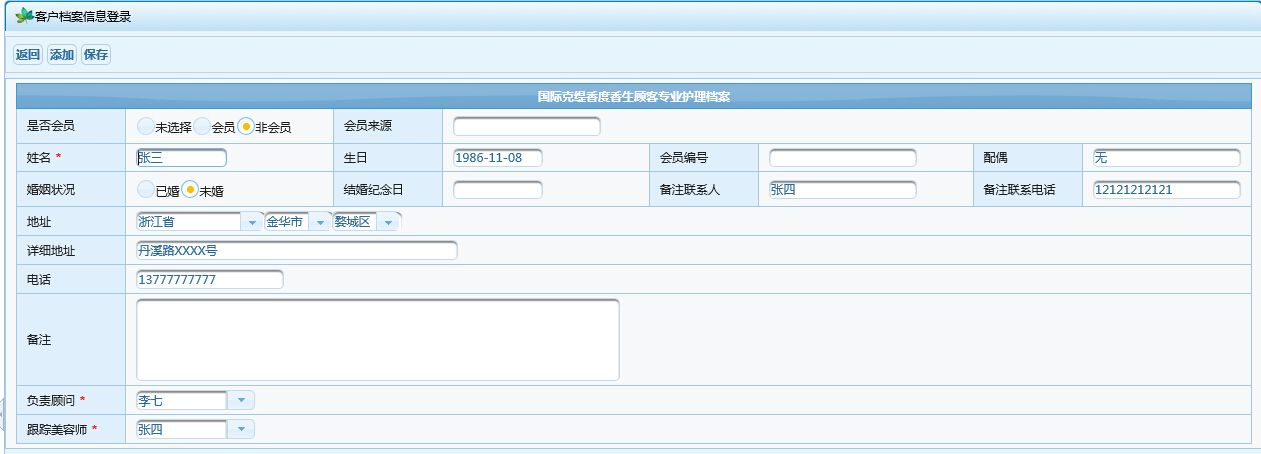 客户档案信息登录
返回 添加 保存
国际克缇香度香生顾客专业护理档案
是否会员 未选择 会员 非会员 会员来源
姓名 * 张三 生日 1986-11-08 会员编号 配偶 无
婚姻状况 已婚 未婚 结婚纪念日 备注联系人 张四 备注联系电话 12121212121
地址 浙江省 金华市 婺城区
详细地址 丹溪路XXXX号
电话 13777777777
备注
负责顾问 * 李七
跟踪美容师 * 张四